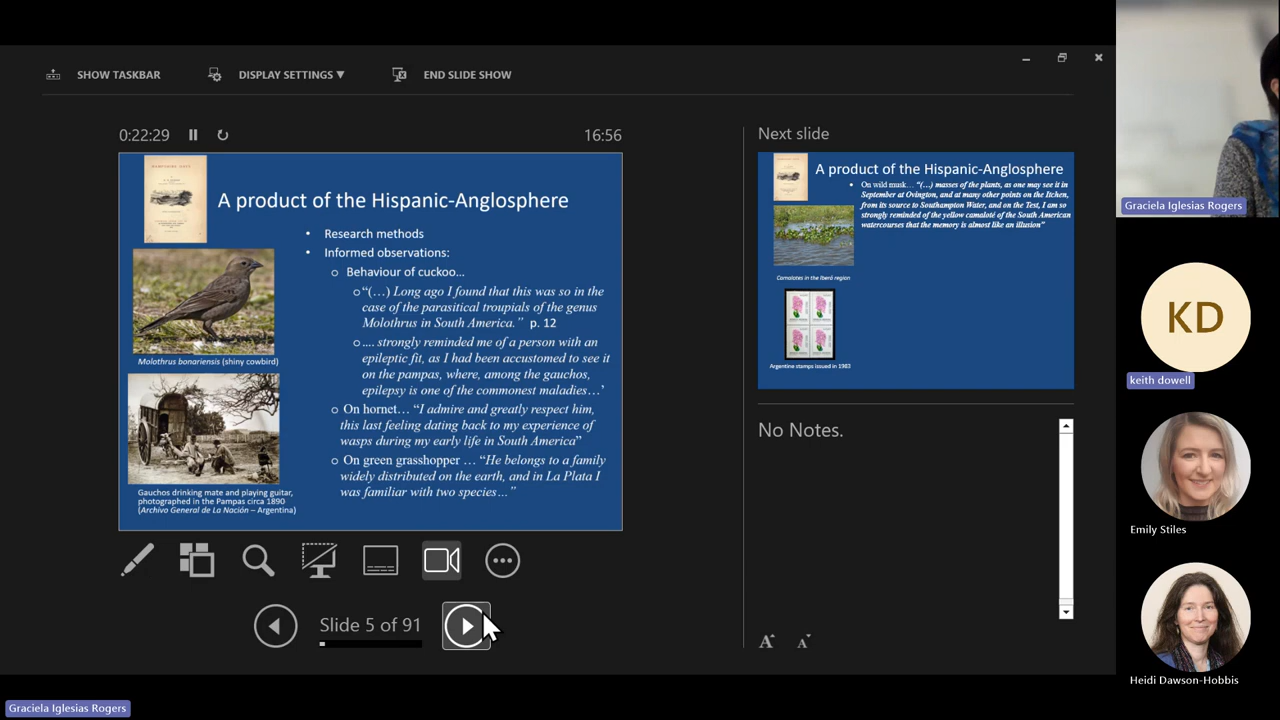 SHOW TASKBAR
DISPLAY SETTINGS ▼
END SLIDE SHOW
0:22:29
16:56
A product of the Hispanic-Anglosphere
• Research methods
• Informed observations:
o Behaviour of cuckoo…
o “(…) Long ago I found that this was so in the
case of the parasitical troupials of the genus
Molothrus in South America.” p. 12
o …. strongly reminded me of a person with an
epileptic fit, as I had been accustomed to see it
on the pampas, where, among the gauchos,
epilepsy is one of the commonest maladies…’
o On hornet… “I admire and greatly respect him,
this last feeling dating back to my experience of
wasps during my early life in South America”
o On green grasshopper … “He belongs to a family
widely distributed on the earth, and in La Plata I
was familiar with two species…”
Molothrus bonariensis (shiny cowbird)
Gauchos drinking mate and playing guitar,
photographed in the Pampas circa 1890
(Archivo General de La Nación – Argentina)
Slide 5 of 91
Next slide
A product of the Hispanic-Anglosphere
• On wild musk… “(…) masses of the plants, as one may see it in
September at Ovington, and at many other points on the Itchen,
from its source to Southampton Water, and on the Test, I am so
strongly reminded of the yellow camaloté of the South American
watercourses that the memory is almost like an illusion”
Camalotes in the Iberá region
Argentine stamps issued in 1983
No Notes.
A A
Graciela Iglesias Rogers
KD
keith dowell
Emily Stiles
Heidi Dawson-Hobbis
Graciela Iglesias Rogers